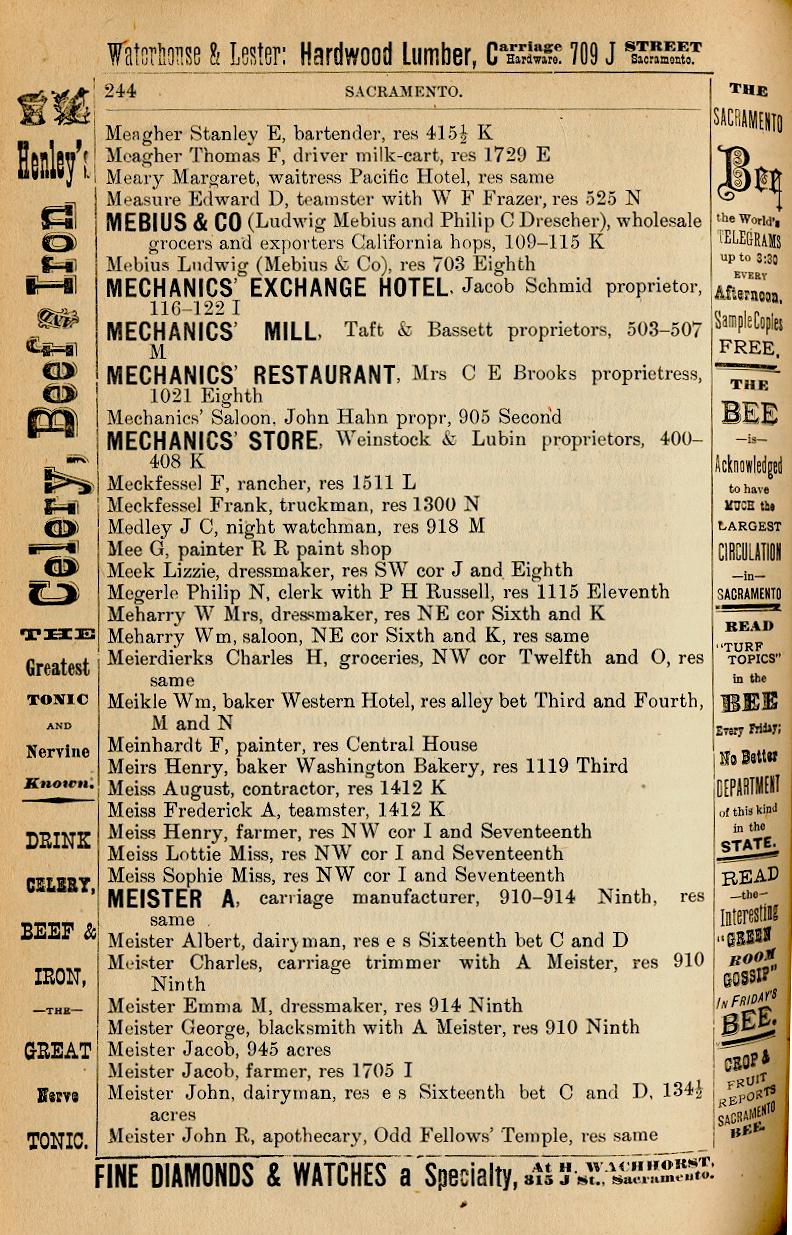 Waterhouse & Lester: Hardwood Lumber, Carriage Hardware. 709 J STREET Sacramento.
244 SACRAMENTO.
Meagher Stanley E, bartender, res 415½ K
Meagher Thomas F, driver milk-cart, res 1729 E
Meary Margaret, waitress Pacific Hotel, res same
Measure Edward D, teamster with W F Frazer, res 525 N
MEBIUS & CO (Ludwig Mebius and Philip C Drescher), wholesale
grocers and exporters California hops, 109–115 K
Mebius Ludwig (Mebius & Co), res 703 Eighth
MECHANICS' EXCHANGE HOTEL, Jacob Schmid proprietor,
116–122 I
MECHANICS' MILL, Taft & Bassett proprietors, 503–507
M
MECHANICS' RESTAURANT, Mrs C E Brooks proprietress,
1021 Eighth
Mechanics' Saloon, John Hahn propr, 905 Second
MECHANICS' STORE, Weinstock & Lubin proprietors, 400–
408 K
Meckfessel F, rancher, res 1511 L
Meckfessel Frank, truckman, res 1300 N
Medley J C, night watchman, res 918 M
Mee G, painter R R paint shop
Meek Lizzie, dressmaker, res SW cor J and Eighth
Megerle Philip N, clerk with P H Russell, res 1115 Eleventh
Meharry W Mrs, dressmaker, res NE cor Sixth and K
Meharry Wm, saloon, NE cor Sixth and K, res same
Meierdierks Charles H, groceries, NW cor Twelfth and O, res
same
Meikle Wm, baker Western Hotel, res alley bet Third and Fourth,
M and N
Meinhardt F, painter, res Central House
Meirs Henry, baker Washington Bakery, res 1119 Third
Meiss August, contractor, res 1412 K
Meiss Frederick A, teamster, 1412 K
Meiss Henry, farmer, res NW cor I and Seventeenth
Meiss Lottie Miss, res NW cor I and Seventeenth
Meiss Sophie Miss, res NW cor I and Seventeenth
MEISTER A, carriage manufacturer, 910–914 Ninth, res
same
Meister Albert, dairyman, res e s Sixteenth bet C and D
Meister Charles, carriage trimmer with A Meister, res 910
Ninth
Meister Emma M, dressmaker, res 914 Ninth
Meister George, blacksmith with A Meister, res 910 Ninth
Meister Jacob, 945 acres
Meister Jacob, farmer, res 1705 I
Meister John, dairyman, res e s Sixteenth bet C and D, 134½
acres
Meister John R, apothecary, Odd Fellows' Temple, res same
Henley's
Celery, Beef & Iron
THE
Greatest
TONIC
AND
Nervine
Known.
DRINK
CELERY,
BEEF &
IRON,
—THE—
GREAT
Nerve
TONIC.
THE
SACRAMENTO
Bee
the World's
TELEGRAMS
up to 3:30
EVERY
Afternoon,
Sample Copies
FREE.
THE
BEE
—is—
Acknowledged
to have
MUCH the
LARGEST
CIRCULATION
—in—
SACRAMENTO
READ
"TURF
TOPICS"
in the
BEE
Every Friday;
No Better
DEPARTMENT
of this kind
in the
STATE.
READ
—the—
Interesting
"GREEN
ROOM
GOSSIP"
IN FRIDAY'S
BEE.
CROP &
FRUIT
REPORTS
SACRAMENTO
BEE.
FINE DIAMONDS & WATCHES a Specialty, At H. WACHHORST, 315 J St., Sacramento.